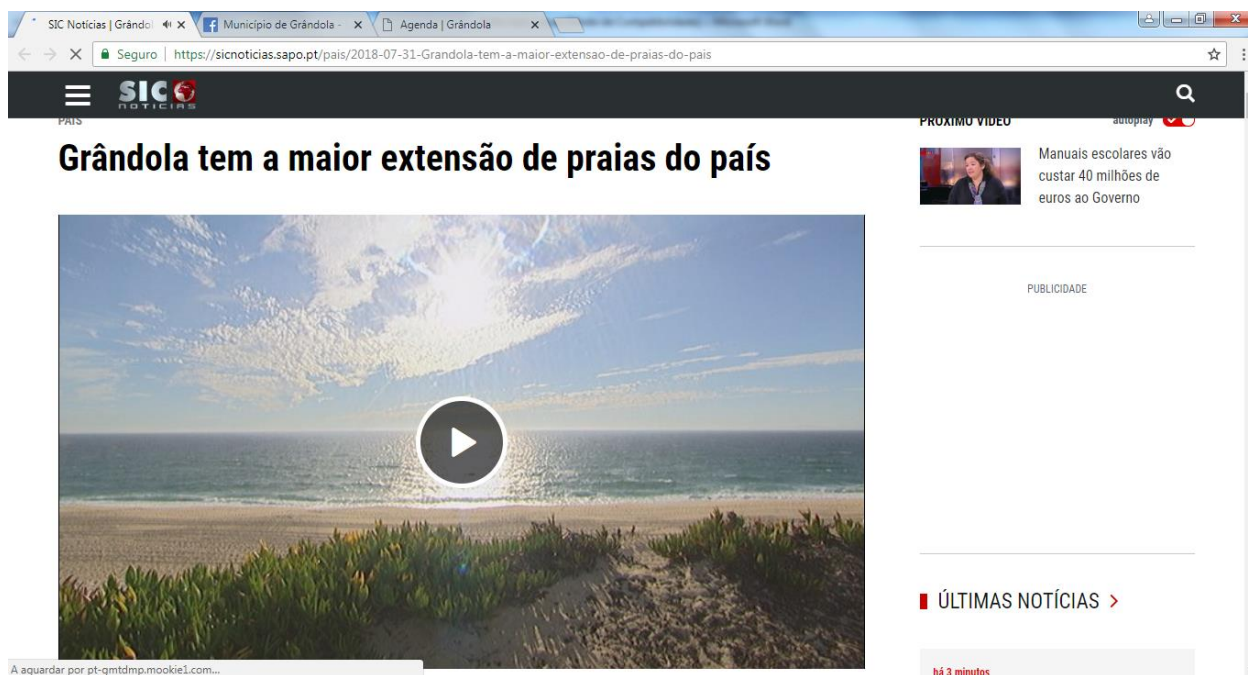 SIC Notícias | Grândol
Município de Grândola -
Agenda | Grândola
Seguro | https://sicnoticias.sapo.pt/pais/2018-07-31-Grandola-tem-a-maior-extensao-de-praias-do-pais
SIC
NOTÍCIAS
PAÍS
Grândola tem a maior extensão de praias do país
PRÓXIMO VÍDEO
autoplay
Manuais escolares vão
custar 40 milhões de
euros ao Governo
PUBLICIDADE
ÚLTIMAS NOTÍCIAS >
há 3 minutos
A aguardar por pt-gmtdmp.mookie1.com...